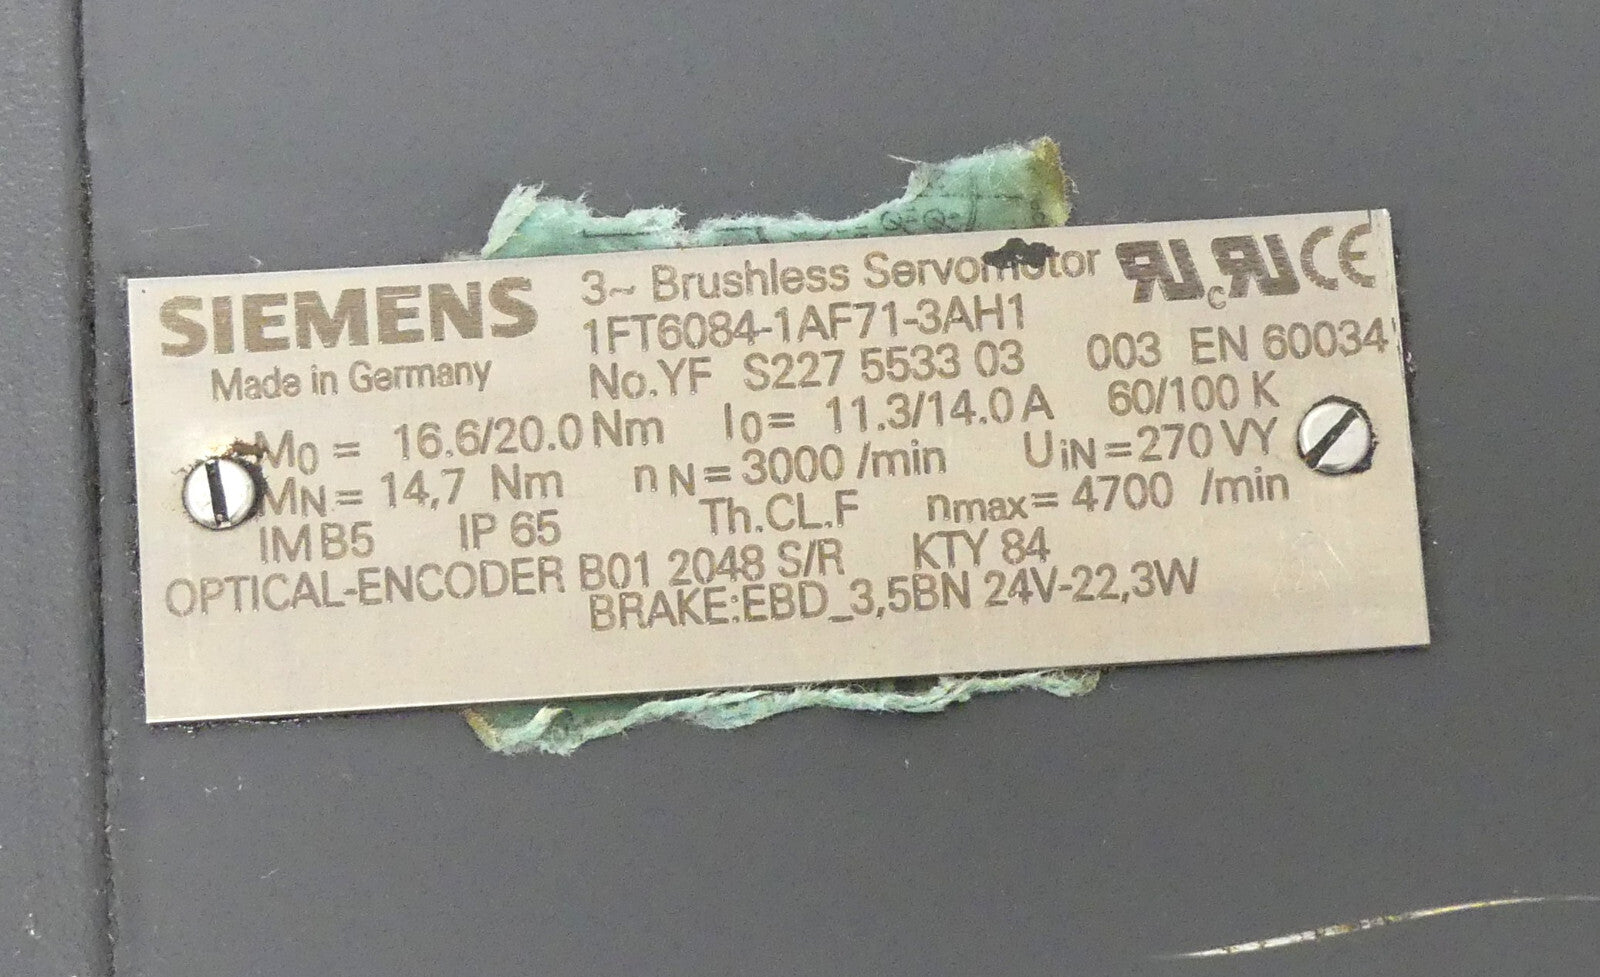 SIEMENS 3~ Brushless Servomotor
Made in Germany 1FT6084-1AF71-3AH1
No.YF S227 5533 03 003 EN 60034
M0 = 16.6/20.0 Nm I0= 11.3/14.0 A 60/100 K
MN= 14,7 Nm nN= 3000 /min UiN=270 VY
IM B5 IP 65 Th.CL.F nmax= 4700 /min
OPTICAL-ENCODER B01 2048 S/R KTY 84
BRAKE:EBD_3,5BN 24V-22,3W